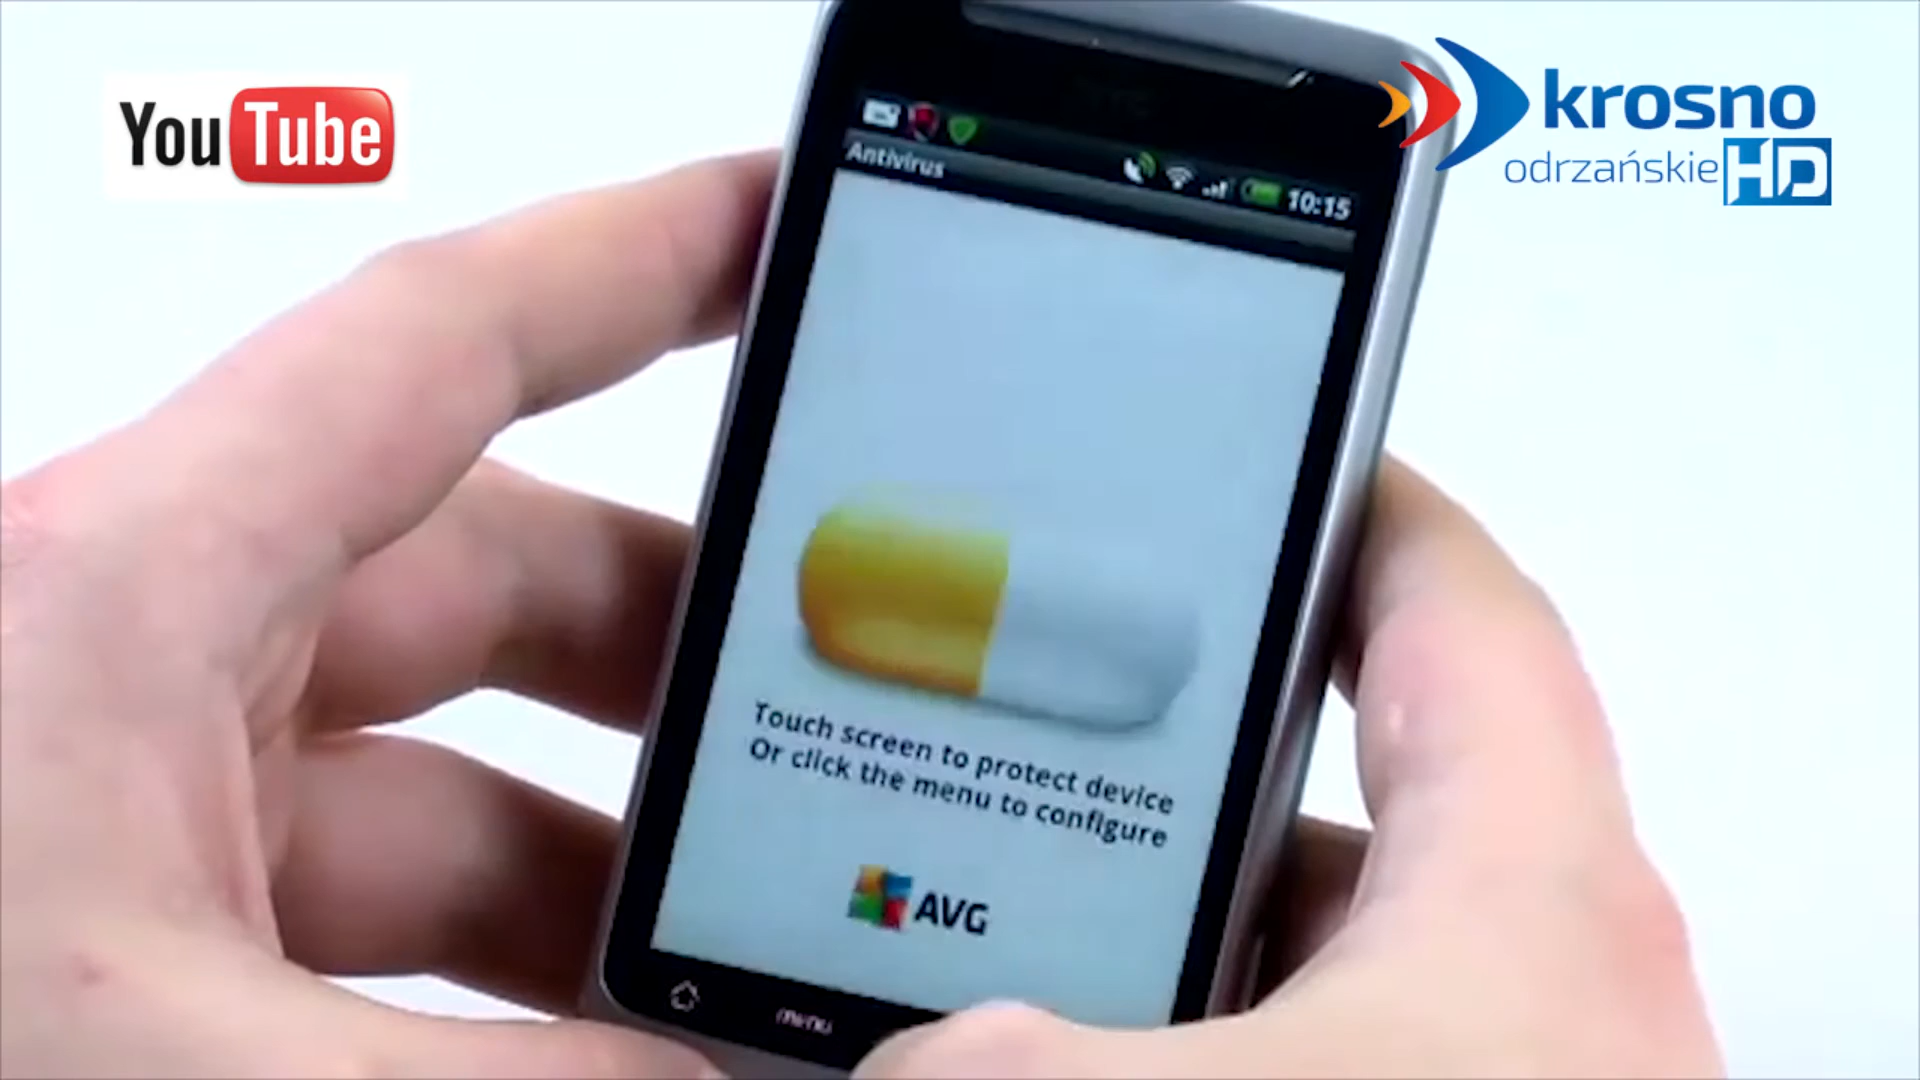 YouTube
krosno
odrzańskie HD
Antivirus
10:15
Touch screen to protect device
Or click the menu to configure
AVG
menu